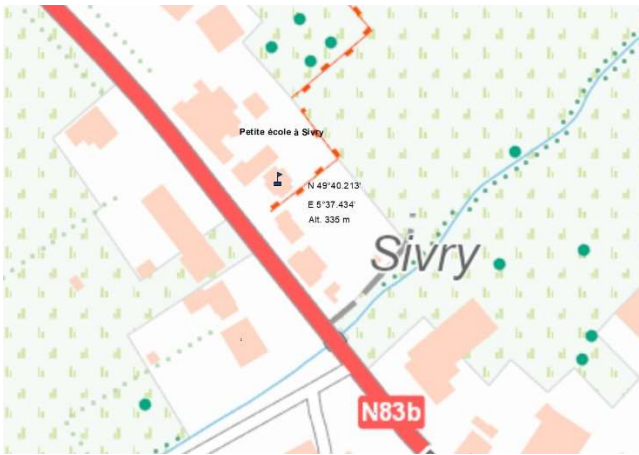 Petite école à Sivry
N 49°40.213'
E 5°37.434'
Alt. 335 m
Sivry
N83b